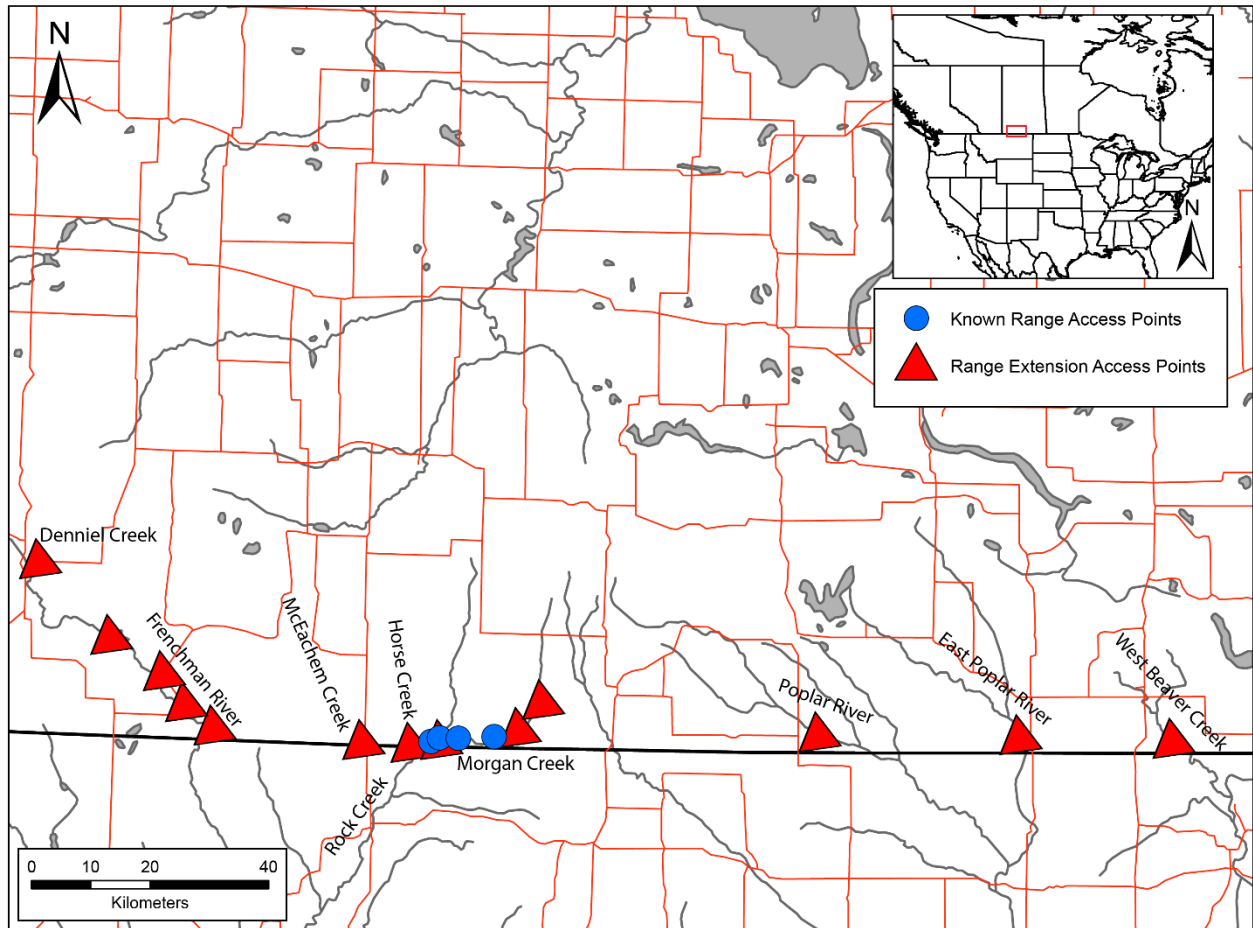 N
N
Known Range Access Points
Range Extension Access Points
Denniel Creek
Frenchman River
McEachem Creek
Horse Creek
Rock Creek
Morgan Creek
Poplar River
East Poplar River
West Beaver Creek
0 10 20 40
Kilometers